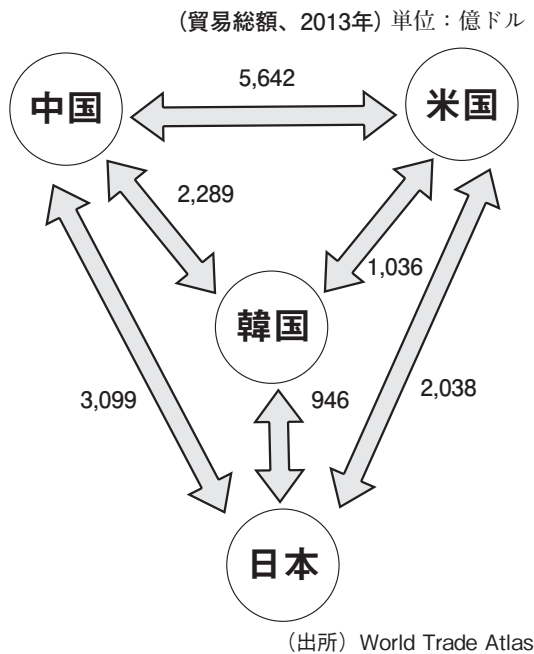 (貿易総額、2013年) 単位：億ドル
5,642
中国
米国
2,289
1,036
韓国
3,099
946
2,038
日本
（出所）World Trade Atlas